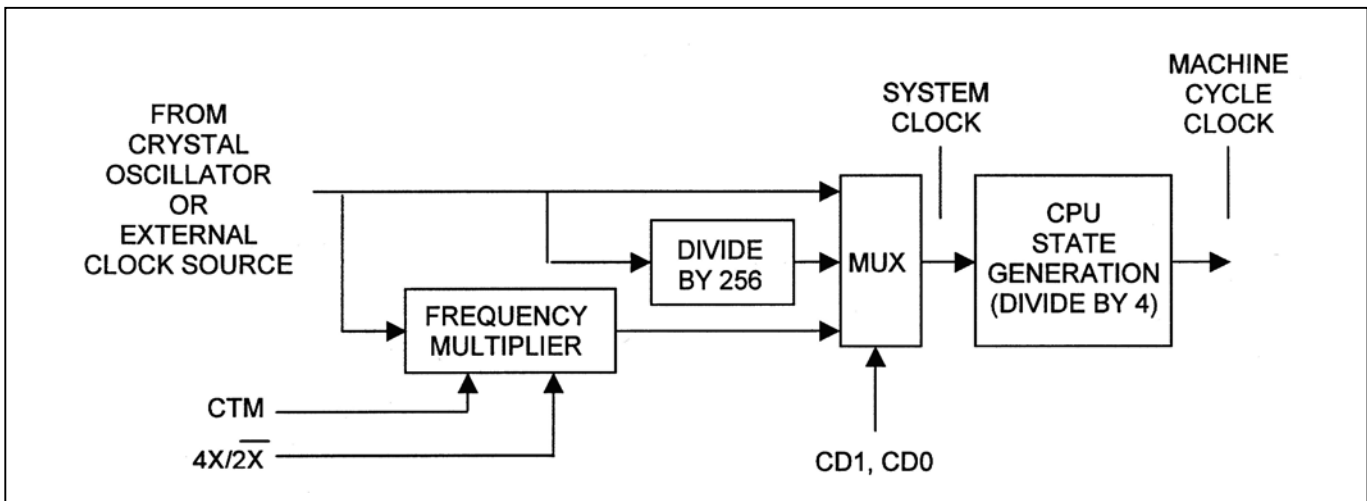 FROM
CRYSTAL
OSCILLATOR
OR
EXTERNAL
CLOCK SOURCE
SYSTEM
CLOCK
MACHINE
CYCLE
CLOCK
DIVIDE
BY 256
MUX
CPU
STATE
GENERATION
(DIVIDE BY 4)
FREQUENCY
MULTIPLIER
CTM
4X/2X̅
CD1, CD0